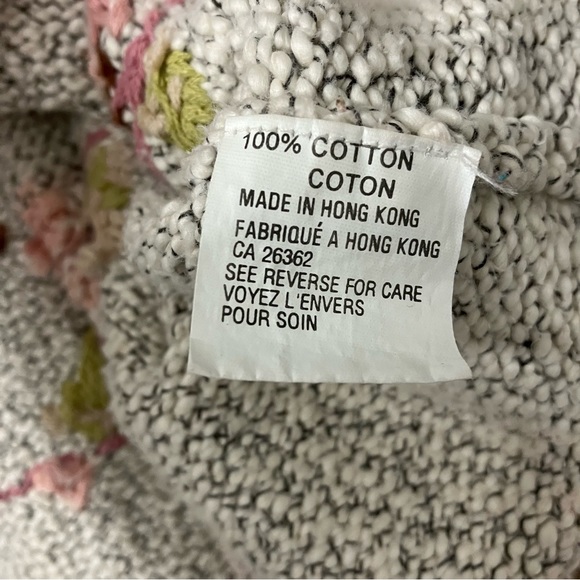 100% COTTON
COTON
MADE IN HONG KONG
FABRIQUÉ A HONG KONG
CA 26362
SEE REVERSE FOR CARE
VOYEZ L'ENVERS
POUR SOIN